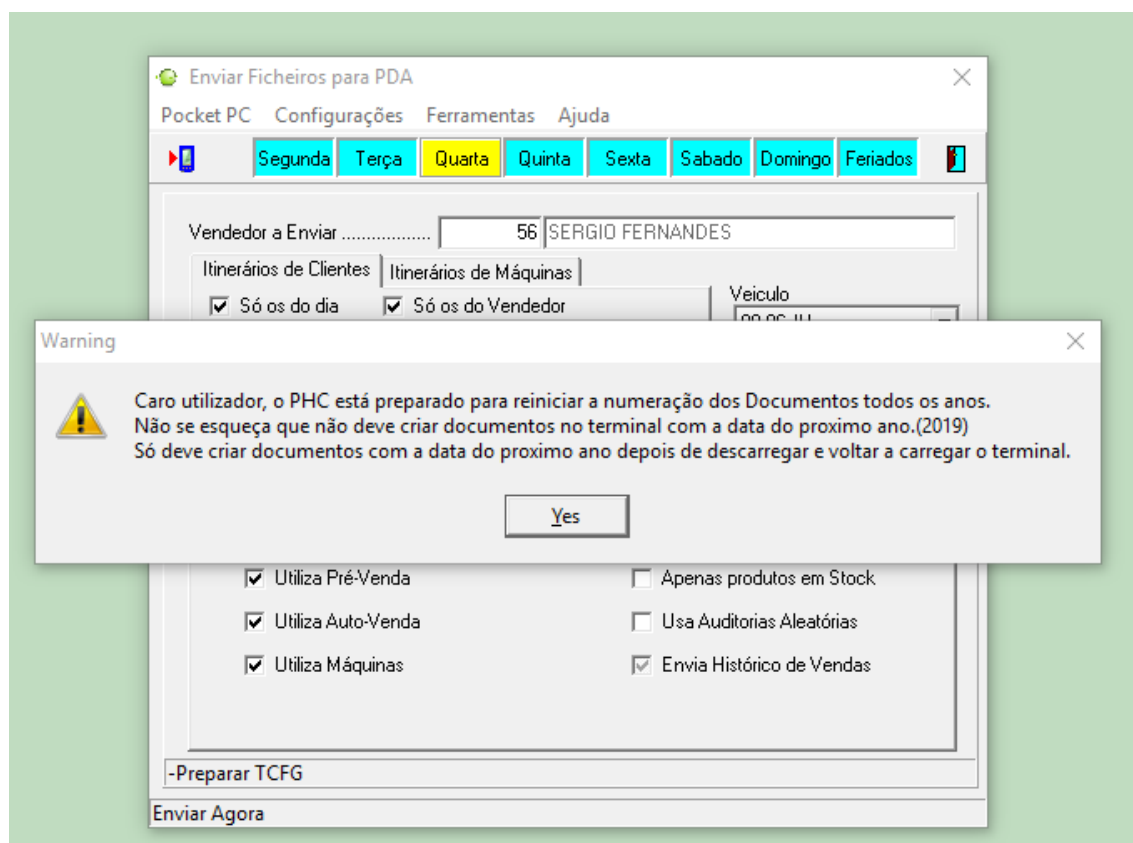 Enviar Ficheiros para PDA
Pocket PC Configurações Ferramentas Ajuda
Segunda Terça Quarta Quinta Sexta Sabado Domingo Feriados
Vendedor a Enviar .................. 56 SERGIO FERNANDES
Itinerários de Clientes Itinerários de Máquinas
Só os do dia Só os do Vendedor
Veiculo
Warning
Caro utilizador, o PHC está preparado para reiniciar a numeração dos Documentos todos os anos.
Não se esqueça que não deve criar documentos no terminal com a data do proximo ano.(2019)
Só deve criar documentos com a data do proximo ano depois de descarregar e voltar a carregar o terminal.
Yes
Utiliza Pré-Venda Apenas produtos em Stock
Utiliza Auto-Venda Usa Auditorias Aleatórias
Utiliza Máquinas Envia Histórico de Vendas
-Preparar TCFG
Enviar Agora